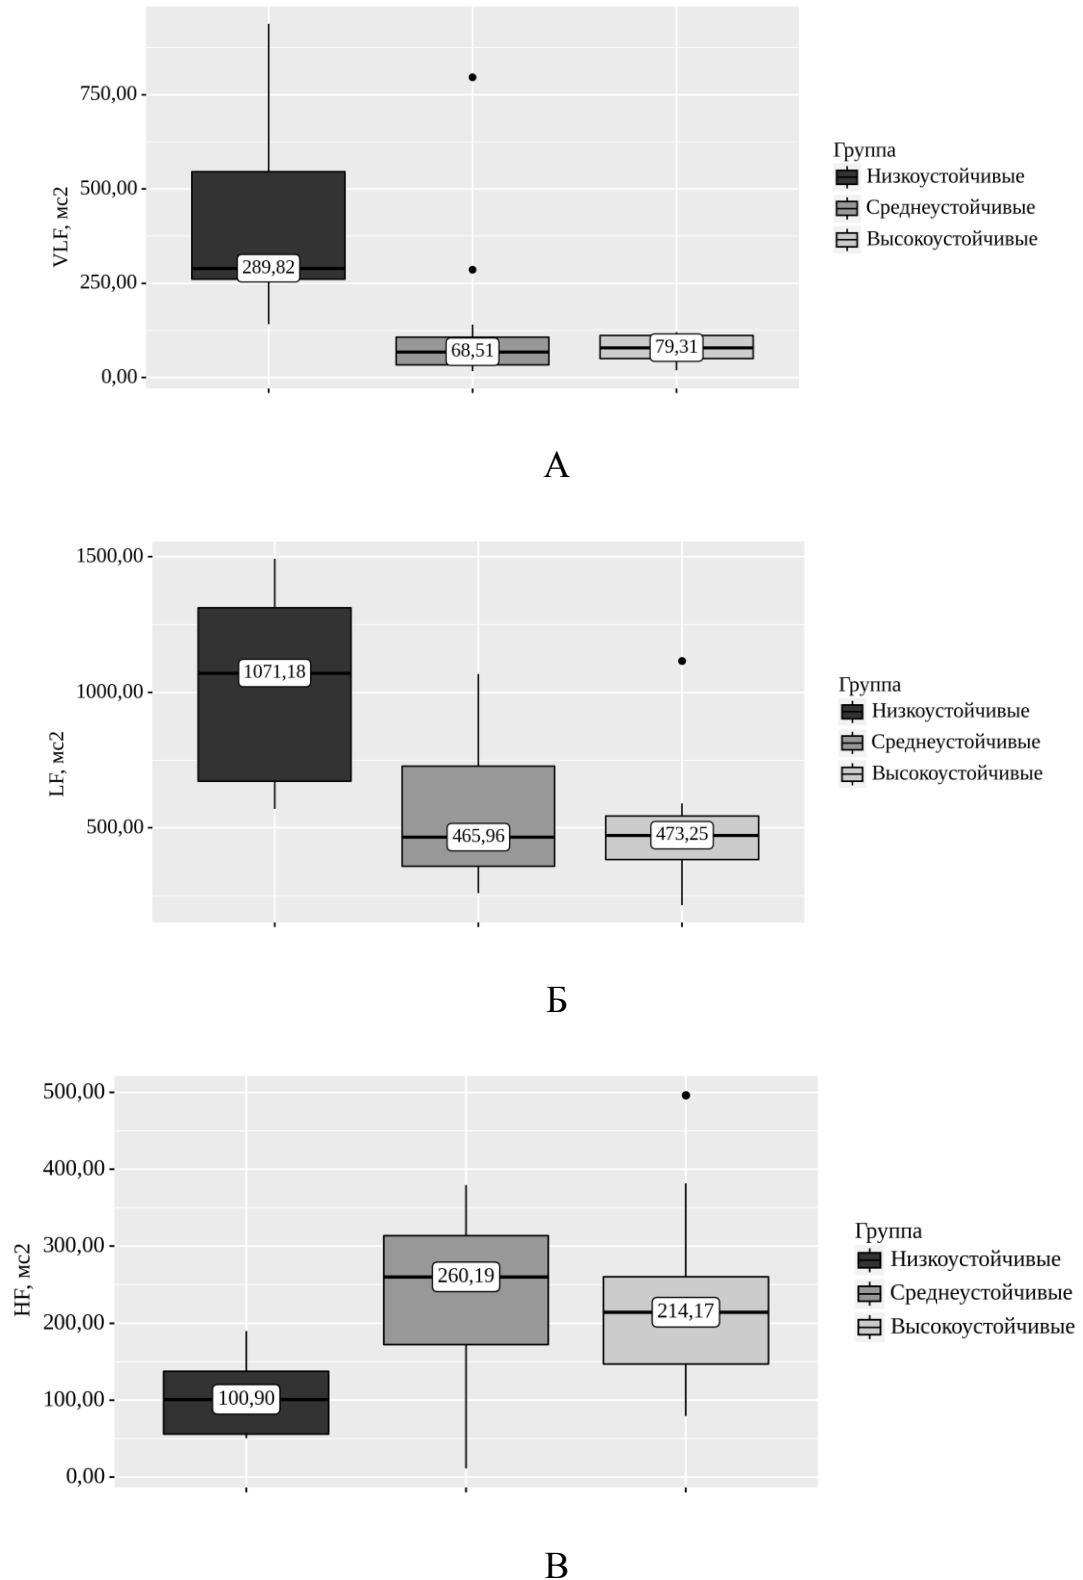 750,00
500,00
250,00
0,00
VLF, мс2
289,82
68,51
79,31
Группа
Низкоустойчивые
Среднеустойчивые
Высокоустойчивые
А
1500,00
1000,00
500,00
LF, мс2
1071,18
465,96
473,25
Группа
Низкоустойчивые
Среднеустойчивые
Высокоустойчивые
Б
500,00
400,00
300,00
200,00
100,00
0,00
HF, мс2
100,90
260,19
214,17
Группа
Низкоустойчивые
Среднеустойчивые
Высокоустойчивые
В